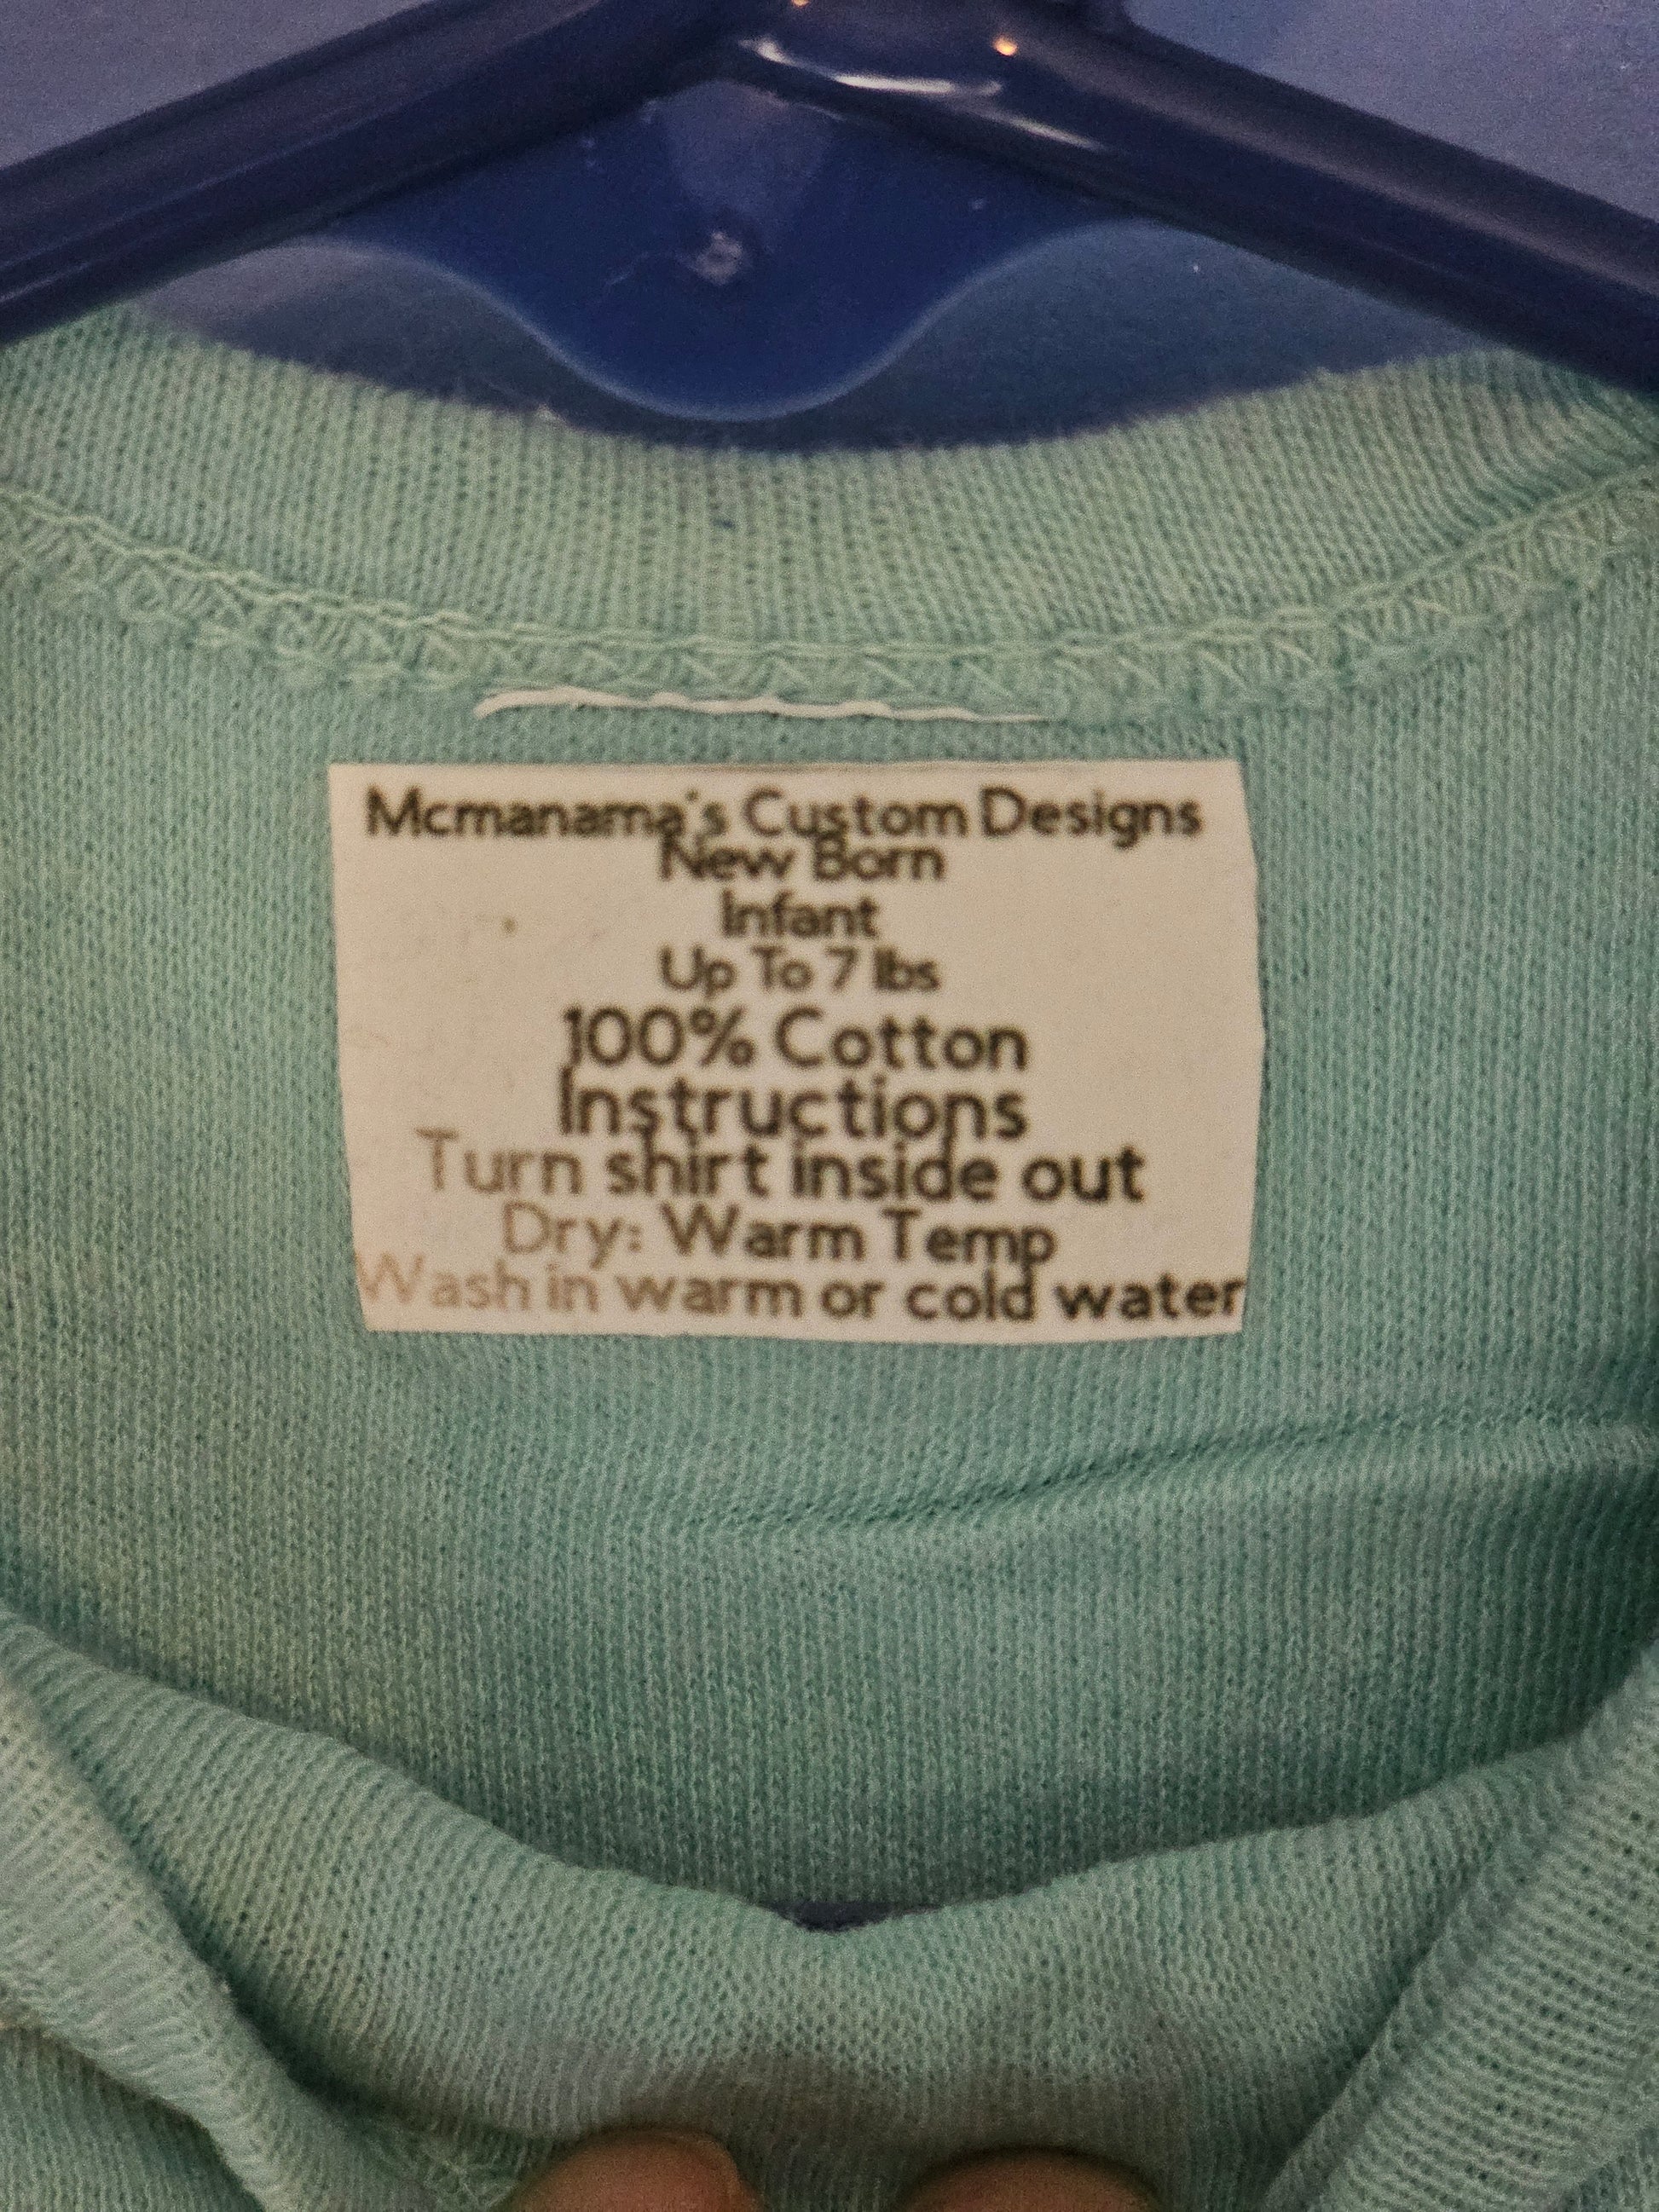 Mcmanama's Custom Designs
New Born
Infant
Up To 7 lbs
100% Cotton
Instructions
Turn shirt inside out
Dry: Warm Temp
Wash in warm or cold water